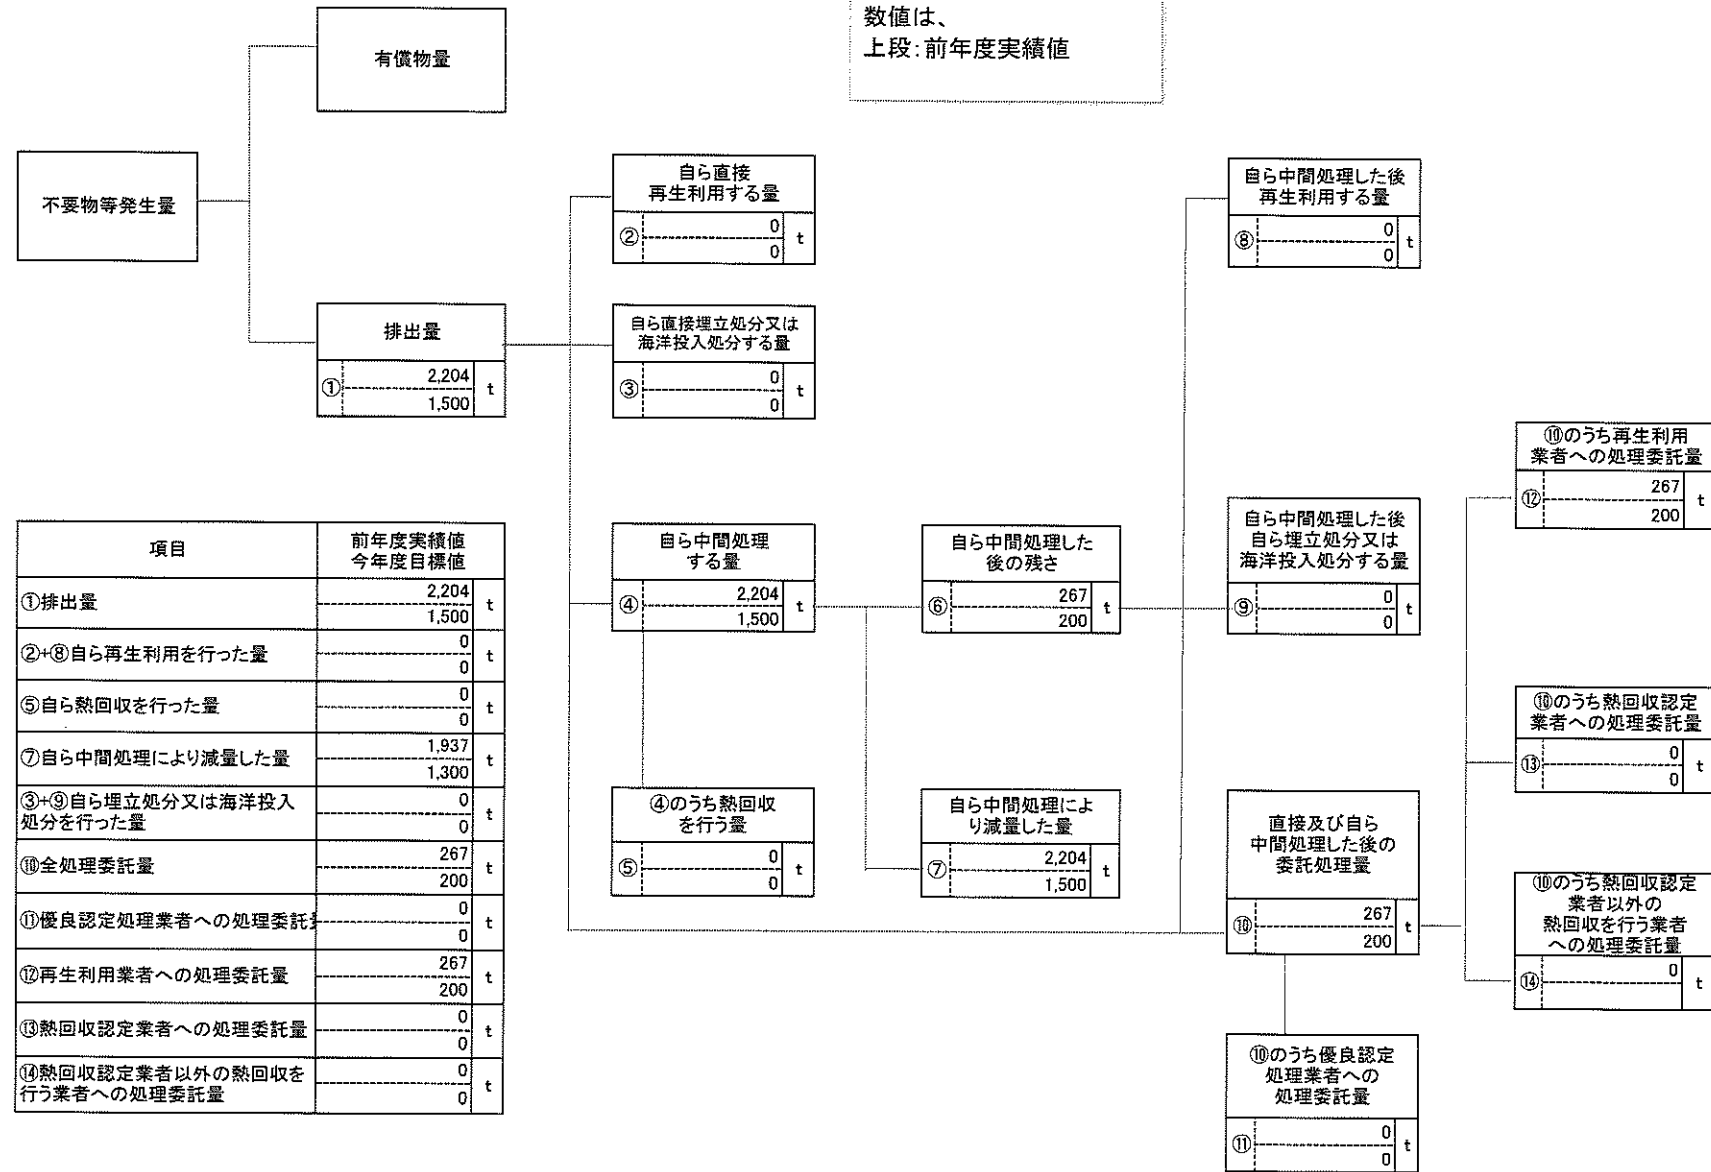 数値は、
上段：前年度実績値
有償物量
不要物等発生量
排出量
① 2,204 t
1,500
自ら直接
再生利用する量
② 0 t
0
自ら直接埋立処分又は
海洋投入処分する量
③ 0 t
0
自ら中間処理した後
再生利用する量
⑧ 0 t
0
自ら中間処理
する量
④ 2,204 t
1,500
自ら中間処理した
後の残さ
⑥ 267 t
200
自ら中間処理した後
自ら埋立処分又は
海洋投入処分する量
⑨ 0 t
0
⑩のうち再生利用
業者への処理委託量
⑫ 267 t
200
⑩のうち熱回収認定
業者への処理委託量
⑬ 0 t
0
④のうち熱回収
を行う量
⑤ 0 t
0
自ら中間処理によ
り減量した量
⑦ 2,204 t
1,500
直接及び自ら
中間処理した後の
委託処理量
⑩ 267 t
200
⑩のうち熱回収認定
業者以外の
熱回収を行う業者
への処理委託量
⑭ 0 t
⑩のうち優良認定
処理業者への
処理委託量
⑪ 0 t
0
項目 前年度実績値
今年度目標値
①排出量 2,204 t
1,500
②+⑧自ら再生利用を行った量 0 t
0
⑤自ら熱回収を行った量 0 t
0
⑦自ら中間処理により減量した量 1,937 t
1,300
③+⑨自ら埋立処分又は海洋投入
処分を行った量 0 t
0
⑩全処理委託量 267 t
200
⑪優良認定処理業者への処理委託 0 t
0
⑫再生利用業者への処理委託量 267 t
200
⑬熱回収認定業者への処理委託量 0 t
0
⑭熱回収認定業者以外の熱回収を
行う業者への処理委託量 0 t
0